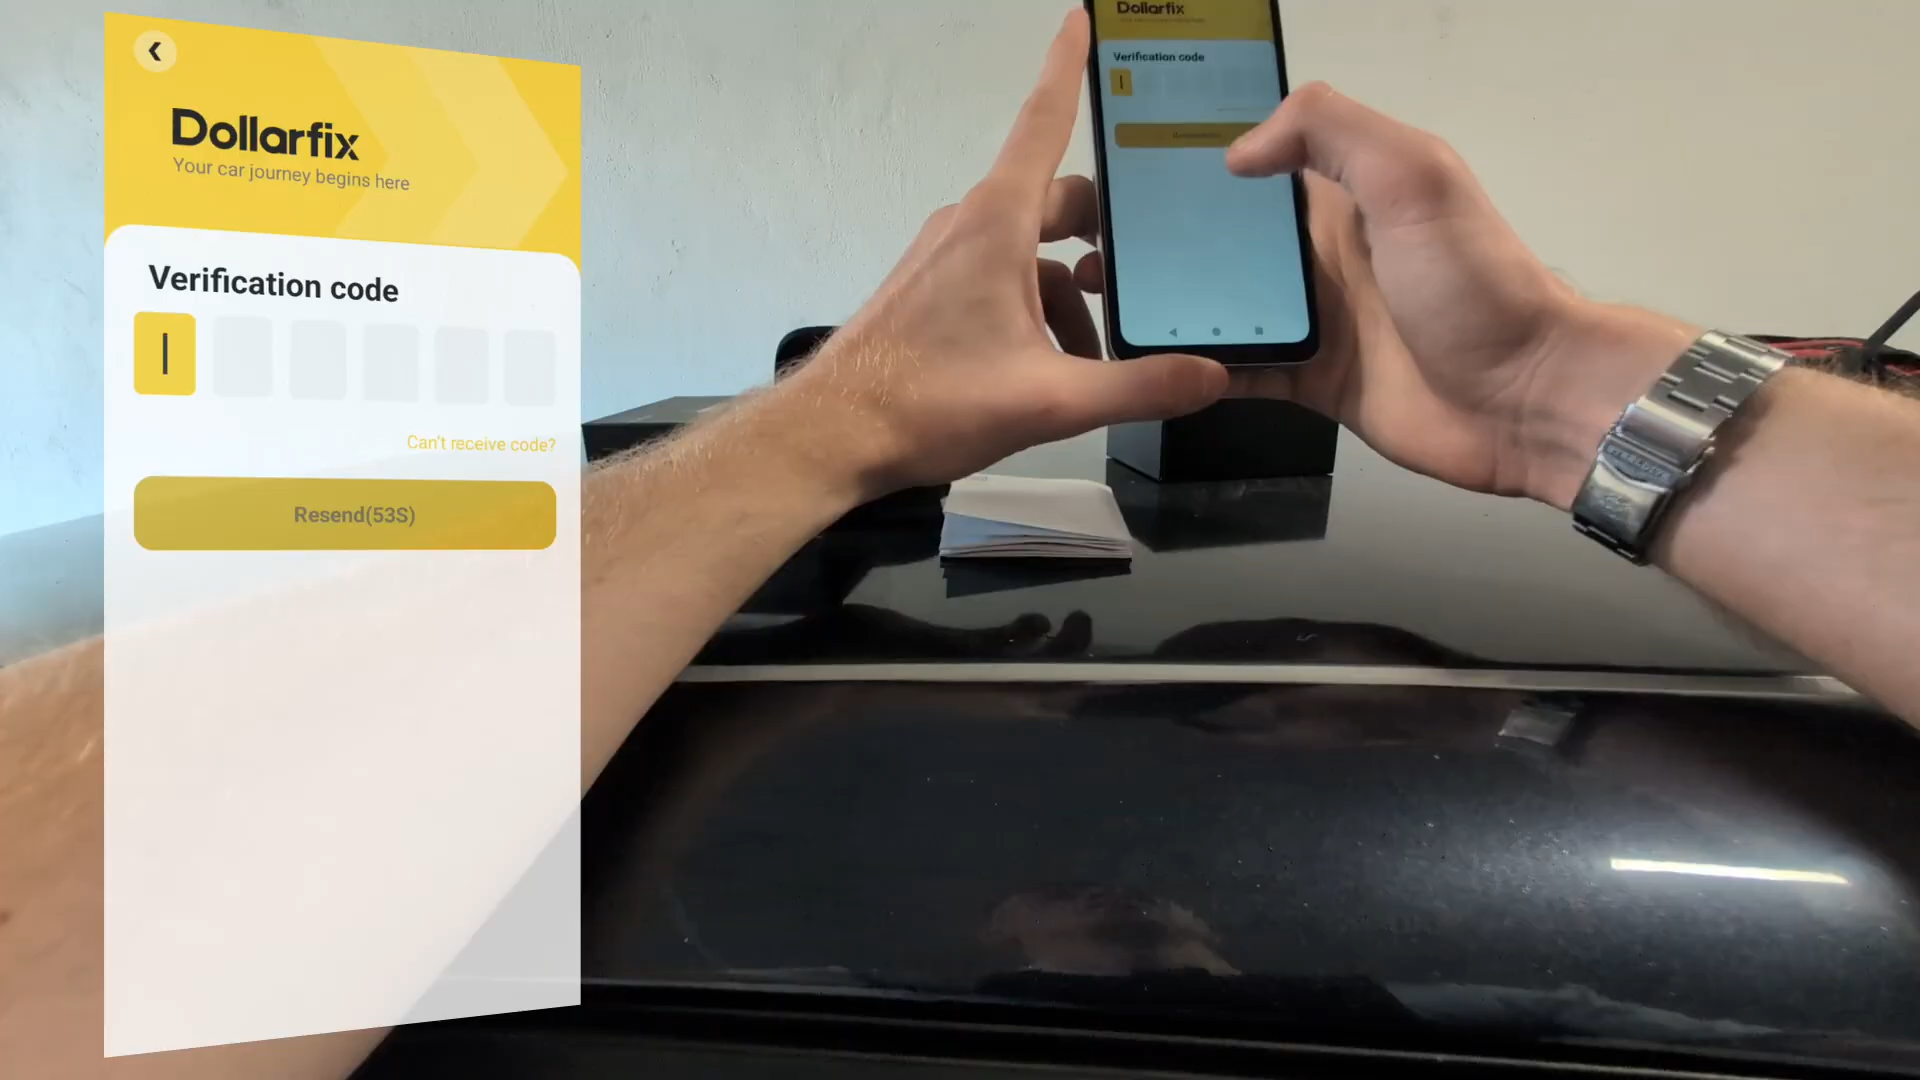 Dollarfix
Your car journey begins here
Verification code
Can't receive code?
Resend(53S)
Dollarfix
Verification code